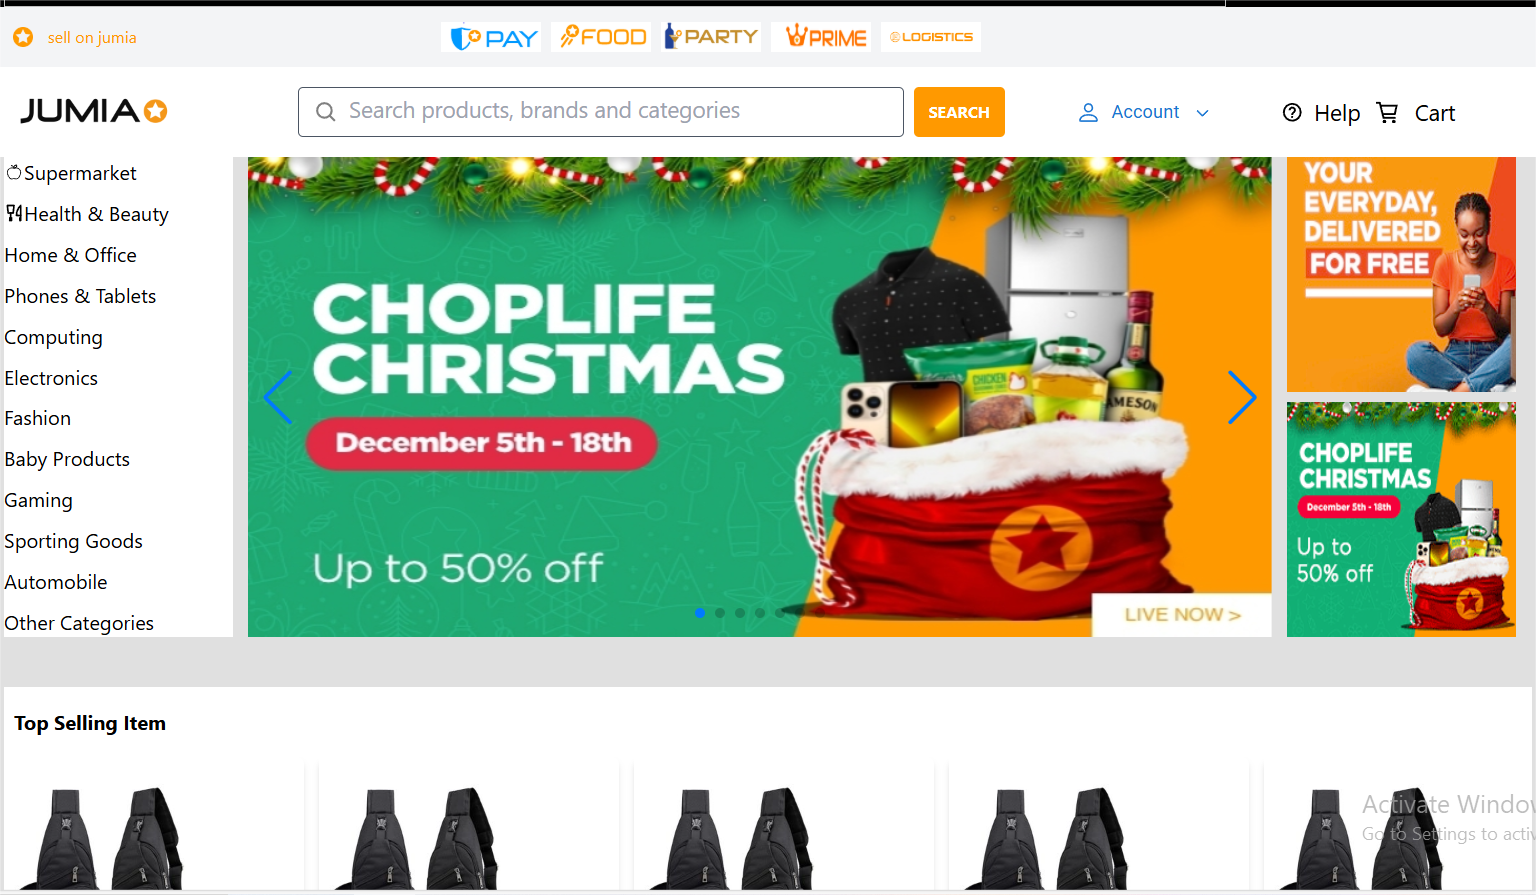 sell on jumia
PAY
FOOD
PARTY
PRIME
LOGISTICS
JUMIA
Search products, brands and categories
SEARCH
Account
Help
Cart
Supermarket
Health & Beauty
Home & Office
Phones & Tablets
Computing
Electronics
Fashion
Baby Products
Gaming
Sporting Goods
Automobile
Other Categories
CHOPLIFE
CHRISTMAS
December 5th - 18th
Up to 50% off
CHICKEN
AMESON
LIVE NOW >
YOUR
EVERYDAY,
DELIVERED
FOR FREE
CHOPLIFE
CHRISTMAS
December 5th - 18th
Up to
50% off
Top Selling Item
Activate Windo
Go to Settings to activ